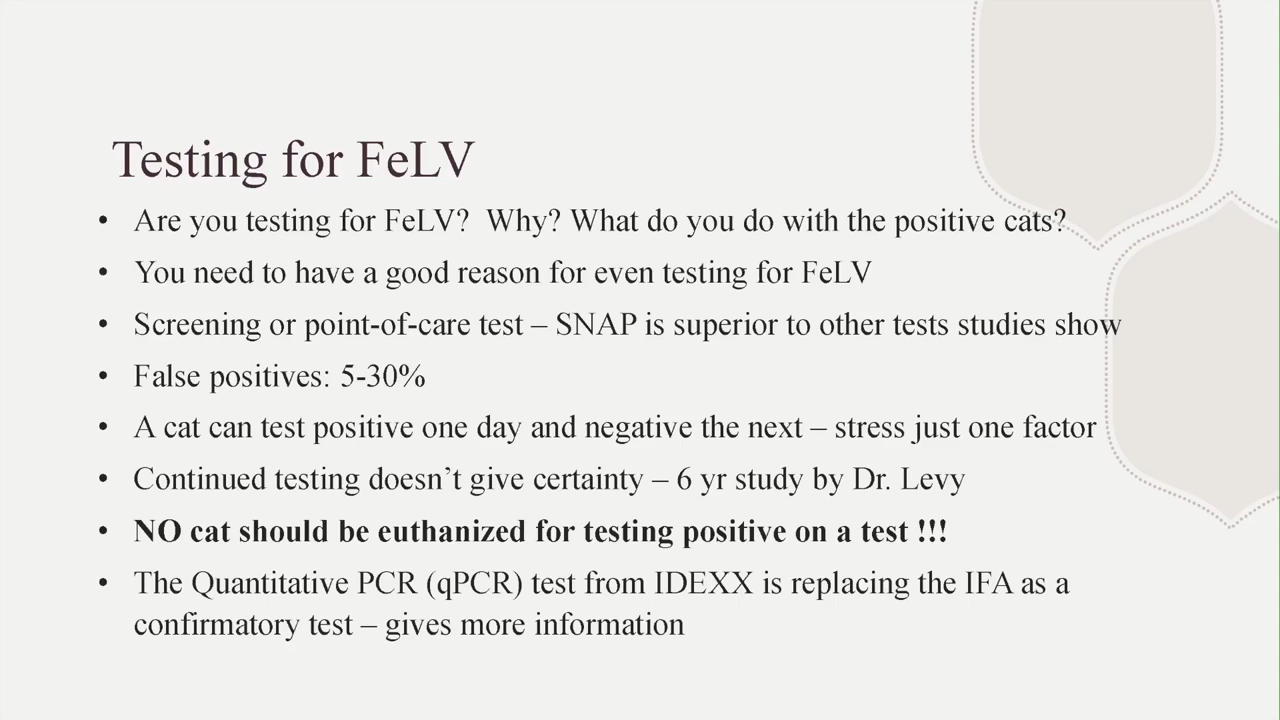 Testing for FeLV
• Are you testing for FeLV?  Why? What do you do with the positive cats?
• You need to have a good reason for even testing for FeLV
• Screening or point-of-care test – SNAP is superior to other tests studies show
• False positives: 5-30%
• A cat can test positive one day and negative the next – stress just one factor
• Continued testing doesn’t give certainty – 6 yr study by Dr. Levy
• NO cat should be euthanized for testing positive on a test !!!
• The Quantitative PCR (qPCR) test from IDEXX is replacing the IFA as a
confirmatory test – gives more information